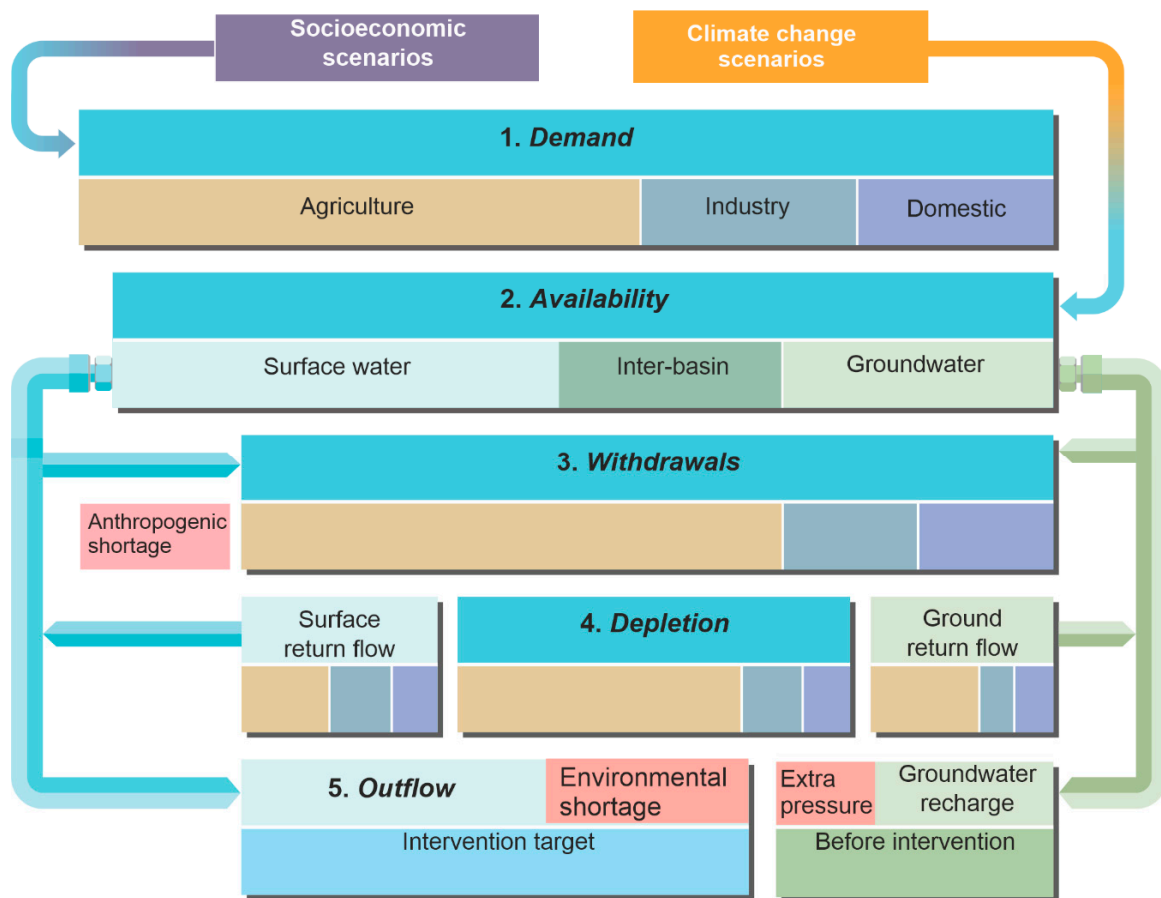 Socioeconomic
scenarios
Climate change
scenarios
1. Demand
Agriculture
Industry
Domestic
2. Availability
Surface water
Inter-basin
Groundwater
3. Withdrawals
Anthropogenic
shortage
Surface
return flow
4. Depletion
Ground
return flow
5. Outflow
Environmental
shortage
Extra
pressure
Groundwater
recharge
Intervention target
Before intervention